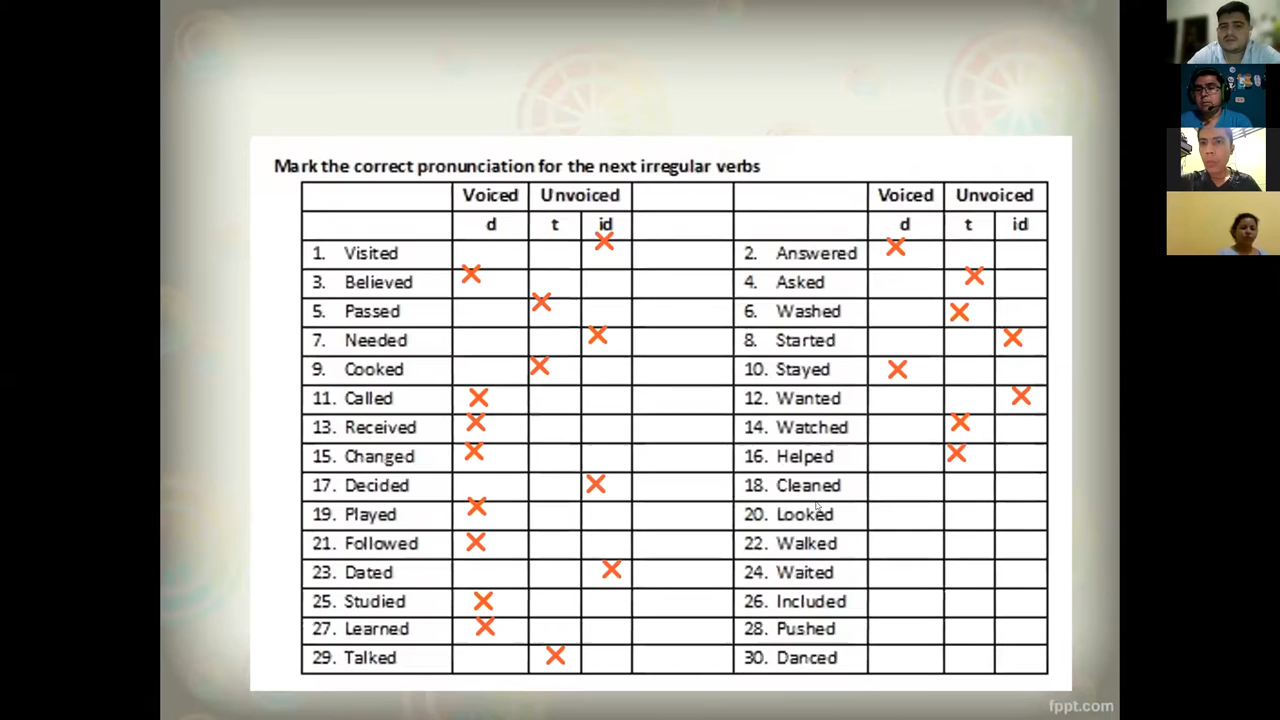 Mark the correct pronunciation for the next irregular verbs
Voiced Unvoiced Voiced Unvoiced
d t id d t id
1. Visited 2. Answered
3. Believed 4. Asked
5. Passed 6. Washed
7. Needed 8. Started
9. Cooked 10. Stayed
11. Called 12. Wanted
13. Received 14. Watched
15. Changed 16. Helped
17. Decided 18. Cleaned
19. Played 20. Looked
21. Followed 22. Walked
23. Dated 24. Waited
25. Studied 26. Included
27. Learned 28. Pushed
29. Talked 30. Danced
fppt.com